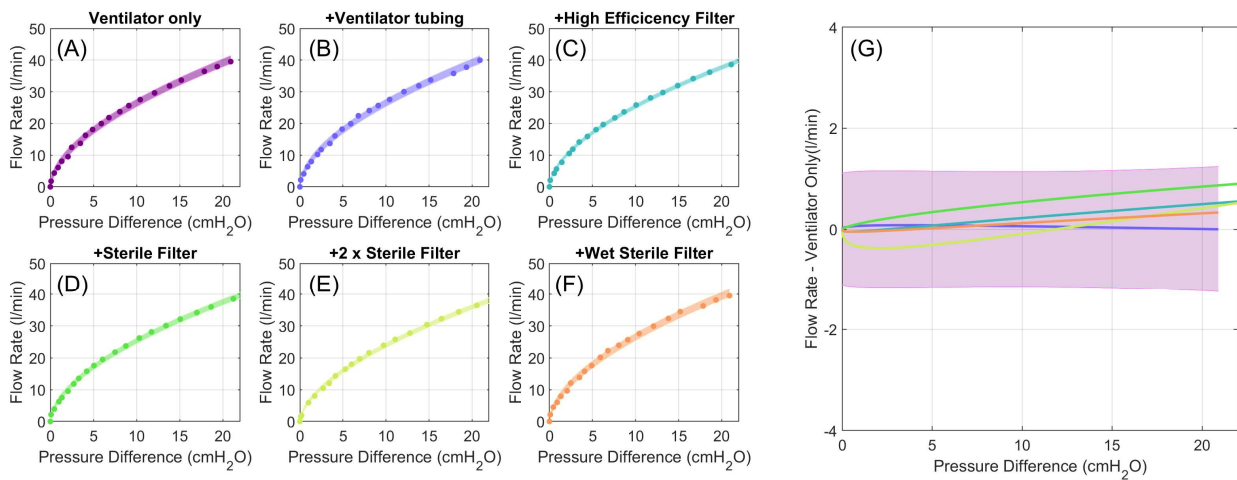 Ventilator only
(A)
50
40
30
20
10
0
Flow Rate (l/min)
0 5 10 15 20
Pressure Difference (cmH₂O)
+Ventilator tubing
(B)
50
40
30
20
10
0
Flow Rate (l/min)
0 5 10 15 20
Pressure Difference (cmH₂O)
+High Efficicency Filter
(C)
50
40
30
20
10
0
Flow Rate (l/min)
0 5 10 15 20
Pressure Difference (cmH₂O)
+Sterile Filter
(D)
50
40
30
20
10
0
Flow Rate (l/min)
0 5 10 15 20
Pressure Difference (cmH₂O)
+2 x Sterile Filter
(E)
50
40
30
20
10
0
Flow Rate (l/min)
0 5 10 15 20
Pressure Difference (cmH₂O)
+Wet Sterile Filter
(F)
50
40
30
20
10
0
Flow Rate (l/min)
0 5 10 15 20
Pressure Difference (cmH₂O)
(G)
4
2
0
-2
-4
Flow Rate - Ventilator Only(l/min)
0 5 10 15 20
Pressure Difference (cmH₂O)